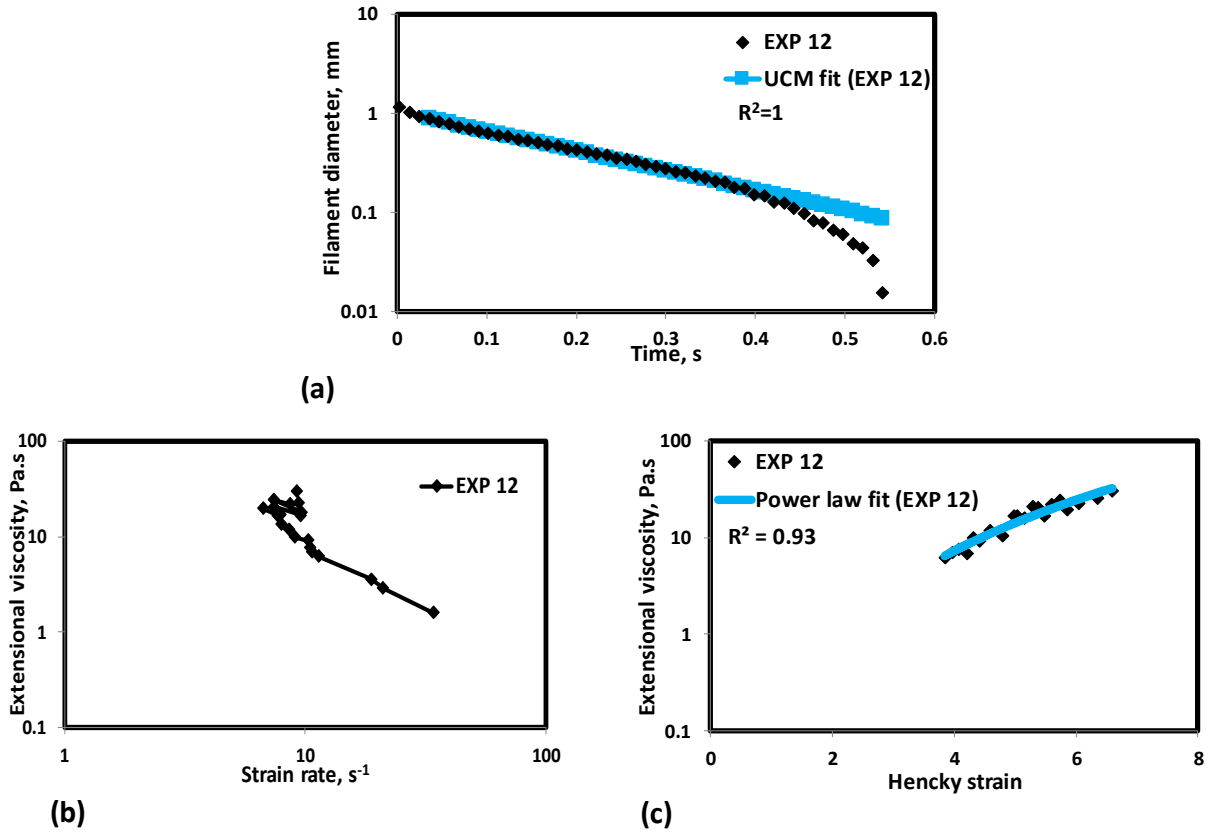 10
1
0.1
0.01
Filament diameter, mm
EXP 12
UCM fit (EXP 12)
R²=1
0 0.1 0.2 0.3 0.4 0.5 0.6
Time, s
(a)
100
10
1
0.1
Extensional viscosity, Pa.s
EXP 12
1 10 100
Strain rate, s⁻¹
(b)
100
10
1
0.1
Extensional viscosity, Pa.s
EXP 12
Power law fit (EXP 12)
R² = 0.93
0 2 4 6 8
Hencky strain
(c)